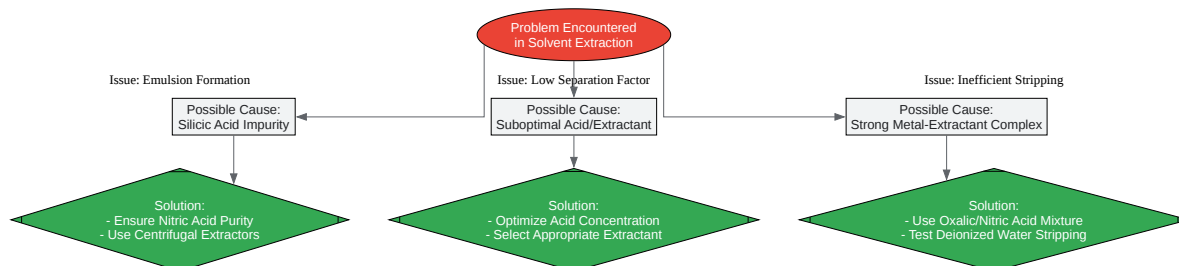 Problem Encountered
in Solvent Extraction
Issue: Emulsion Formation
Issue: Low Separation Factor
Issue: Inefficient Stripping
Possible Cause:
Silicic Acid Impurity
Possible Cause:
Suboptimal Acid/Extractant
Possible Cause:
Strong Metal-Extractant Complex
Solution:
- Ensure Nitric Acid Purity
- Use Centrifugal Extractors
Solution:
- Optimize Acid Concentration
- Select Appropriate Extractant
Solution:
- Use Oxalic/Nitric Acid Mixture
- Test Deionized Water Stripping